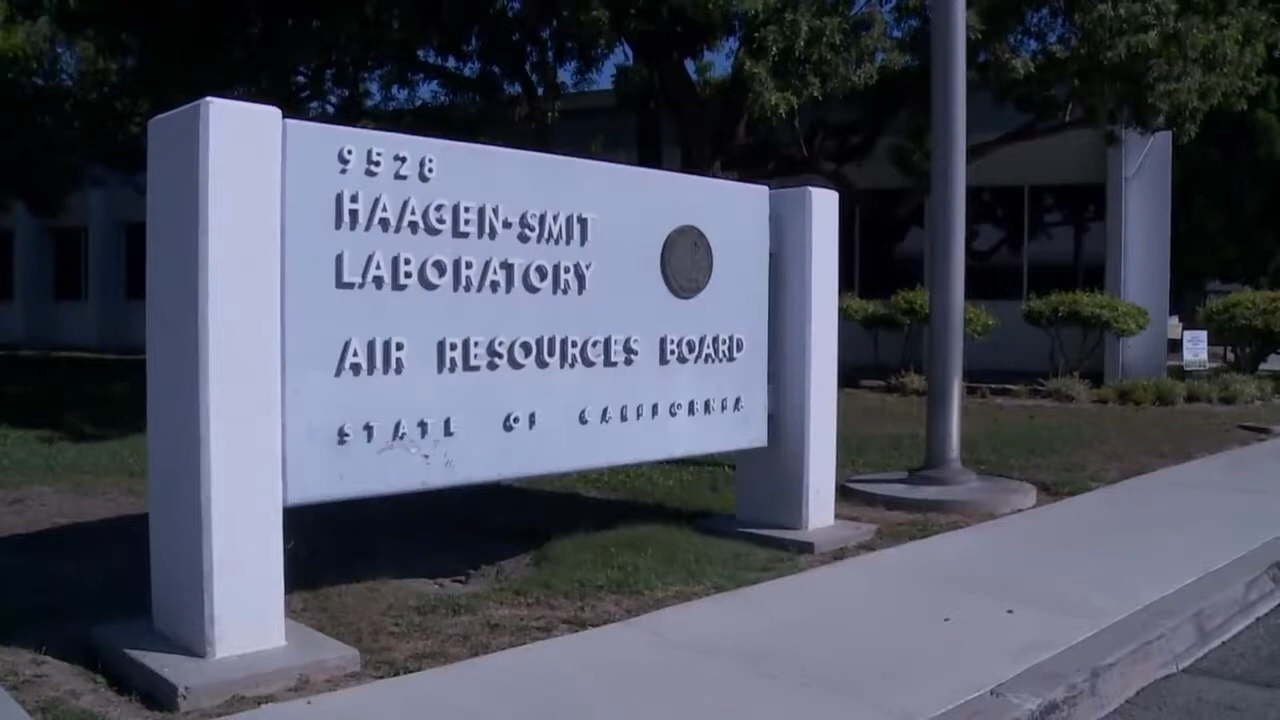 9528
HAAGEN-SMIT
LABORATORY
AIR RESOURCES BOARD
STATE OF CALIFORNIA